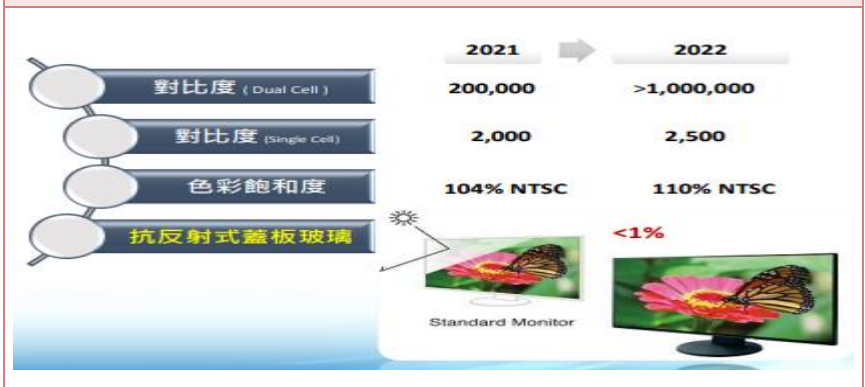 2021 2022
對比度 (Dual Cell) 200,000 >1,000,000
對比度 (Single Cell) 2,000 2,500
色彩飽和度 104% NTSC 110% NTSC
抗反射式蓋板玻璃 <1%
Standard Monitor